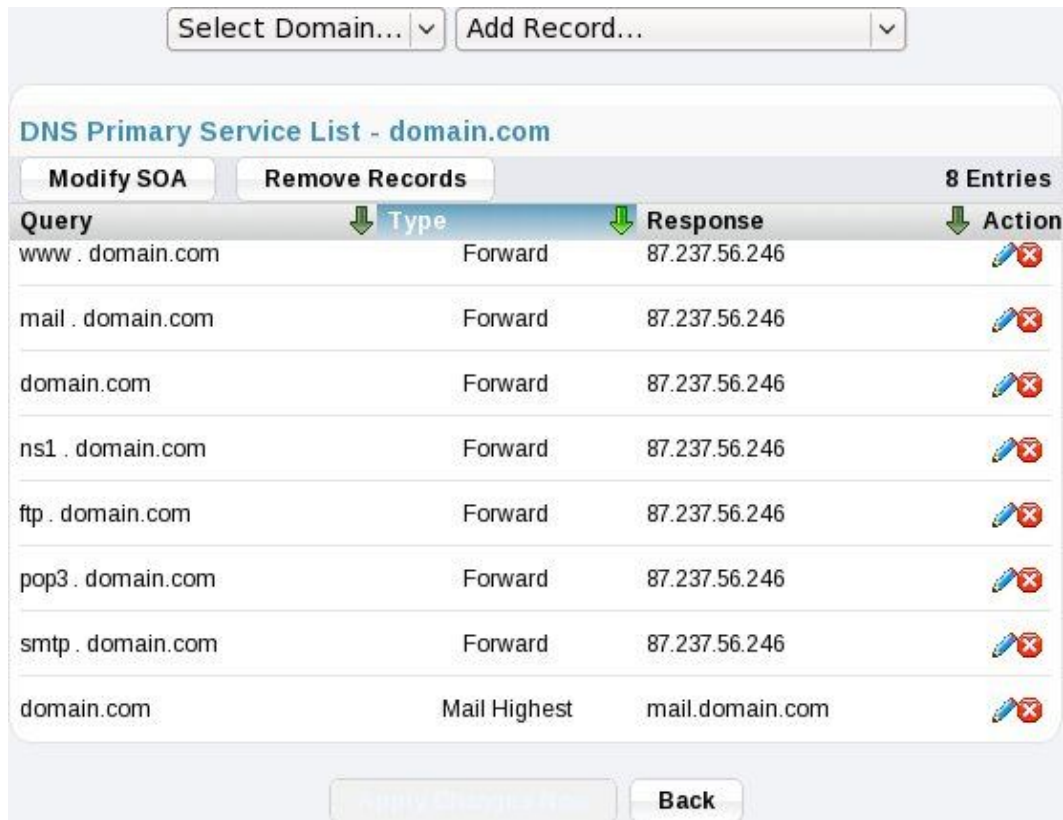 Select Domain... Add Record...
DNS Primary Service List - domain.com
Modify SOA Remove Records 8 Entries
Query Type Response Action
www . domain.com Forward 87.237.56.246
mail . domain.com Forward 87.237.56.246
domain.com Forward 87.237.56.246
ns1 . domain.com Forward 87.237.56.246
ftp . domain.com Forward 87.237.56.246
pop3 . domain.com Forward 87.237.56.246
smtp . domain.com Forward 87.237.56.246
domain.com Mail Highest mail.domain.com
Apply Changes Now Back